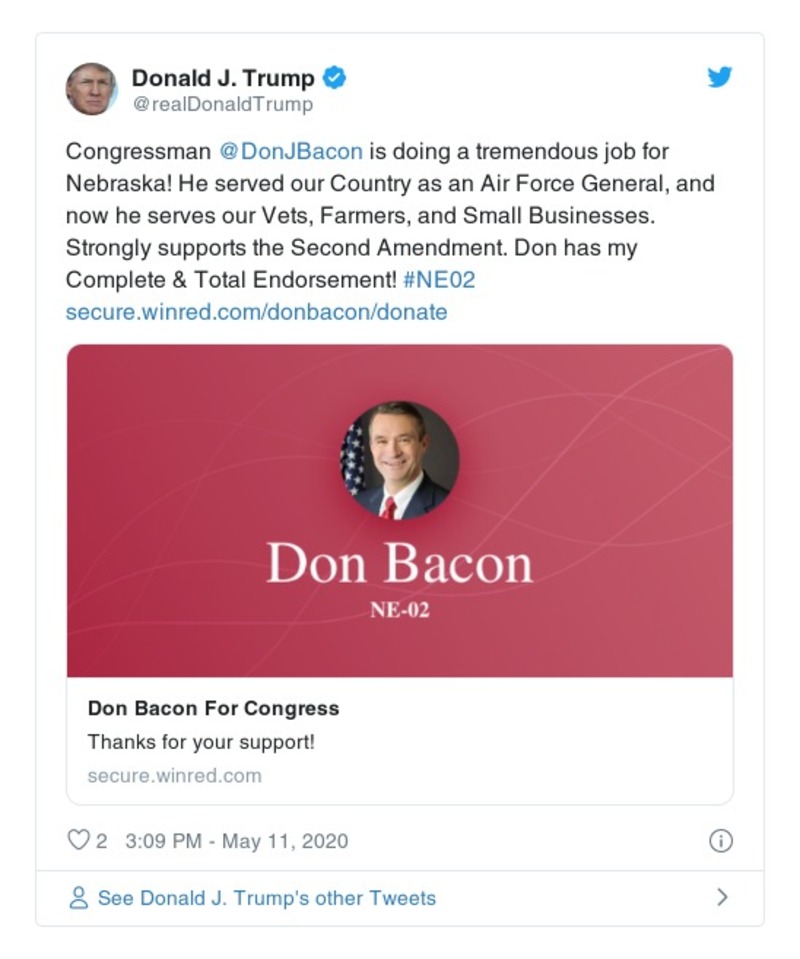 Donald J. Trump
@realDonaldTrump
Congressman @DonJBacon is doing a tremendous job for
Nebraska! He served our Country as an Air Force General, and
now he serves our Vets, Farmers, and Small Businesses.
Strongly supports the Second Amendment. Don has my
Complete & Total Endorsement! #NE02
secure.winred.com/donbacon/donate
Don Bacon
NE-02
Don Bacon For Congress
Thanks for your support!
secure.winred.com
2 3:09 PM - May 11, 2020
See Donald J. Trump's other Tweets